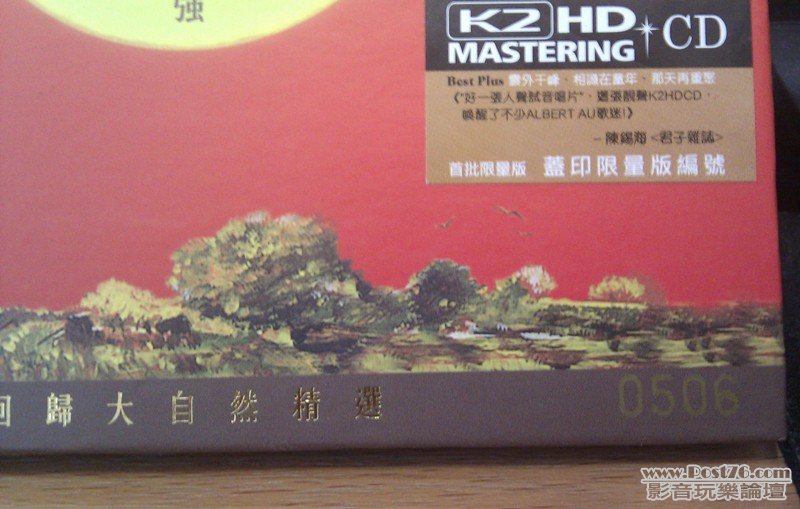 強
K2 HD
MASTERING
CD
Best Plus 雲外千峰．相識在童年．那天再重聚
《"好一張人聲試音唱片"，這張靚聲K2HDCD，
喚醒了不少ALBERT AU歌迷!》
–陳錫海 <君子雜誌>
首批限量版 蓋印限量版編號
回歸大自然精選
0506
www.Post76.com
影音玩樂論壇